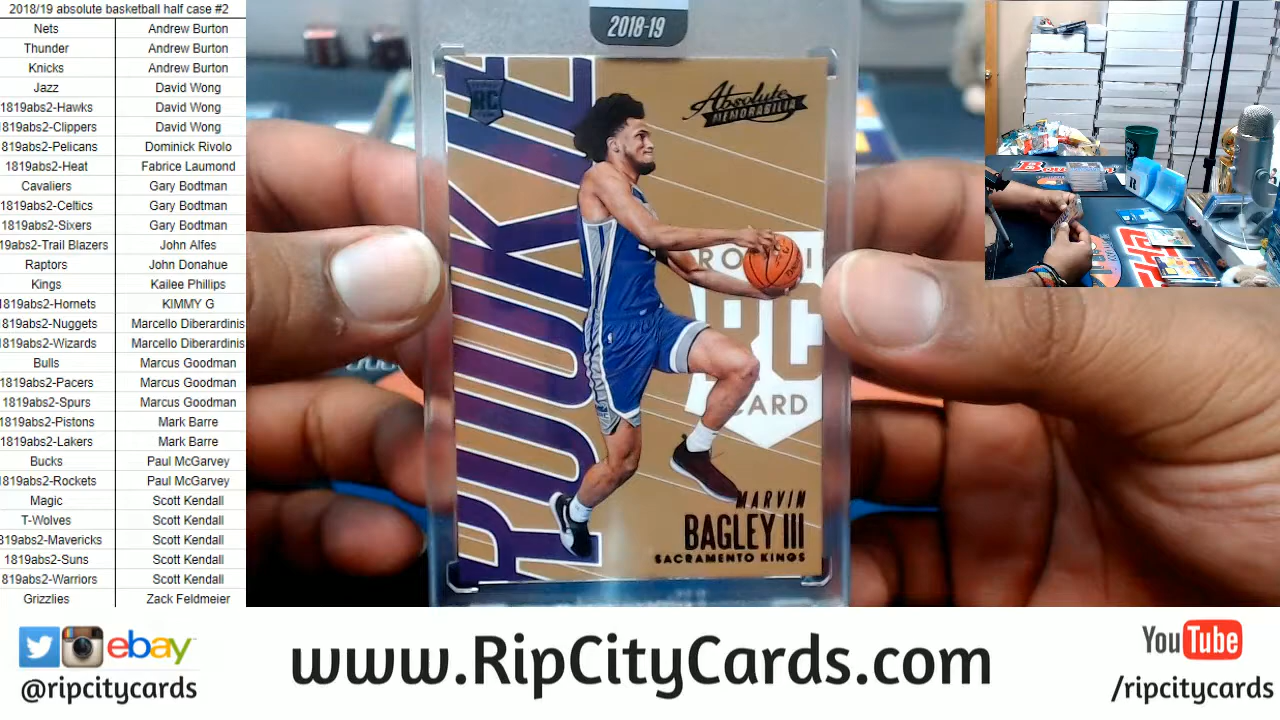 2018/19 absolute basketball half case #2
Nets Andrew Burton
Thunder Andrew Burton
Knicks Andrew Burton
Jazz David Wong
1819abs2-Hawks David Wong
1819abs2-Clippers David Wong
819abs2-Pelicans Dominick Rivolo
1819abs2-Heat Fabrice Laumond
Cavaliers Gary Bodtman
1819abs2-Celtics Gary Bodtman
1819abs2-Sixers Gary Bodtman
19abs2-Trail Blazers John Alfes
Raptors John Donahue
Kings Kailee Phillips
1819abs2-Hornets KIMMY G
819abs2-Nuggets Marcello Diberardinis
819abs2-Wizards Marcello Diberardinis
Bulls Marcus Goodman
1819abs2-Pacers Marcus Goodman
1819abs2-Spurs Marcus Goodman
819abs2-Pistons Mark Barre
1819abs2-Lakers Mark Barre
Bucks Paul McGarvey
819abs2-Rockets Paul McGarvey
Magic Scott Kendall
T-Wolves Scott Kendall
819abs2-Mavericks Scott Kendall
1819abs2-Suns Scott Kendall
819abs2-Warriors Scott Kendall
Grizzlies Zack Feldmeier
2018-19
RC
Absolute
MEMORABILIA
ROOKIE
ROOKI
RC
CARD
MARVIN
BAGLEY III
SACRAMENTO KINGS
ebay
@ripcitycards
www.RipCityCards.com
YouTube
/ripcitycards